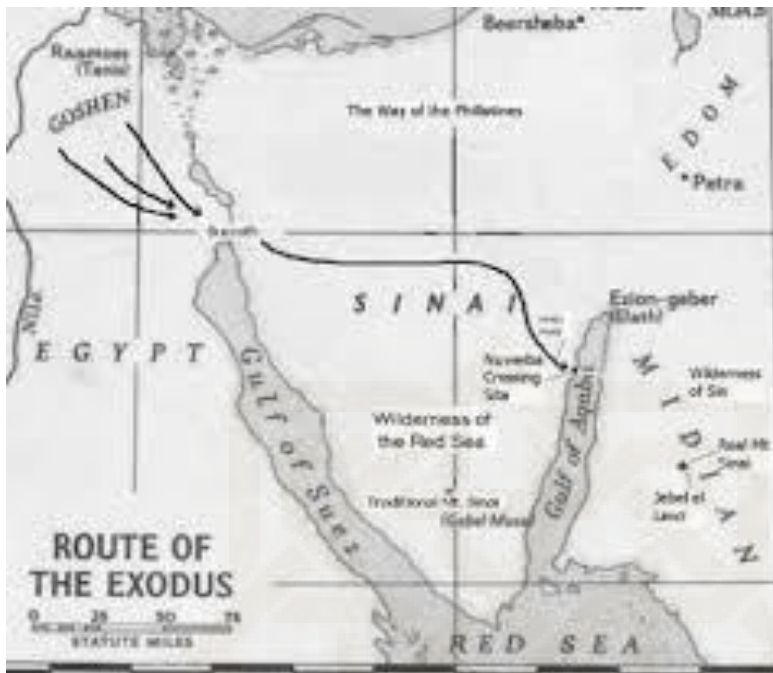 Raamses
(Tanis)
GOSHEN
Beersheba
MOAB
The Way of the Philistines
EDOM
Petra
SINAI
Ezion-geber
(Elath)
Nile
EGYPT
Gulf of Suez
Crossing
Site
Gulf of Aqaba
MIDIAN
Wilderness
of Sin
Wilderness of
the Red Sea
Real Mt.
Sinai
Jebel el
Lawz
Traditional Mt. Sinai
(Gebel Musa)
ROUTE OF
THE EXODUS
0 25 50 75
STATUTE MILES
RED SEA